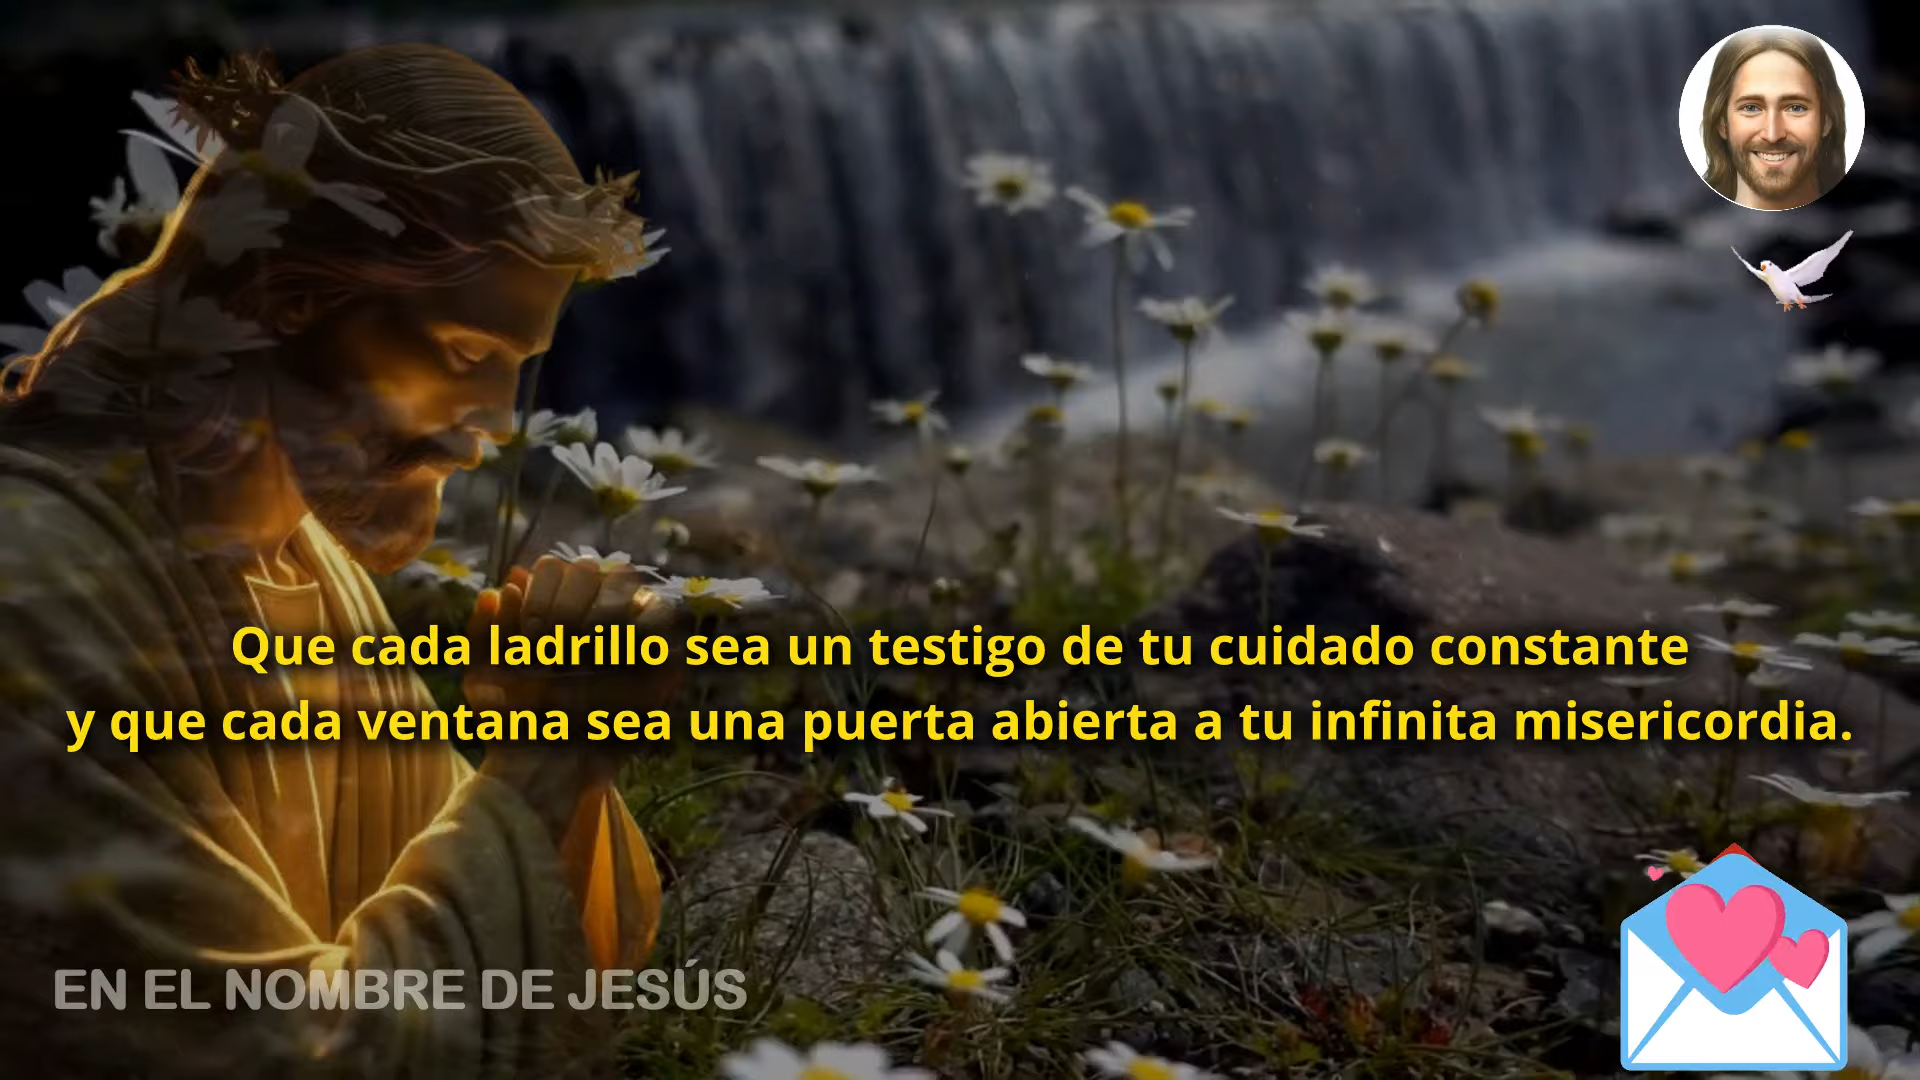 Que cada ladrillo sea un testigo de tu cuidado constante
y que cada ventana sea una puerta abierta a tu infinita misericordia.
EN EL NOMBRE DE JESÚS